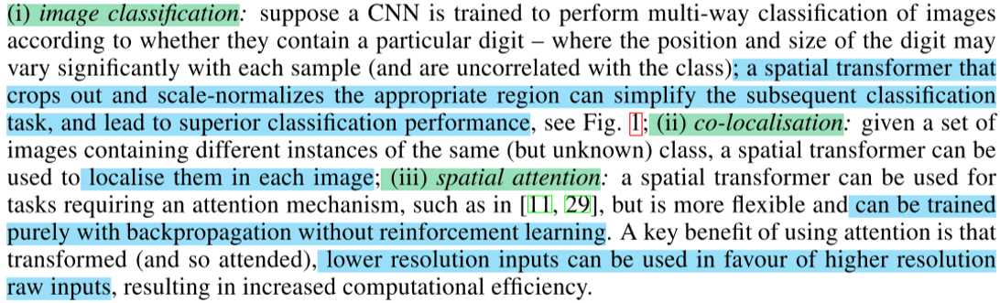 (i) image classification: suppose a CNN is trained to perform multi-way classification of images
according to whether they contain a particular digit – where the position and size of the digit may
vary significantly with each sample (and are uncorrelated with the class); a spatial transformer that
crops out and scale-normalizes the appropriate region can simplify the subsequent classification
task, and lead to superior classification performance, see Fig. 1; (ii) co-localisation: given a set of
images containing different instances of the same (but unknown) class, a spatial transformer can be
used to localise them in each image; (iii) spatial attention: a spatial transformer can be used for
tasks requiring an attention mechanism, such as in [11, 29], but is more flexible and can be trained
purely with backpropagation without reinforcement learning. A key benefit of using attention is that
transformed (and so attended), lower resolution inputs can be used in favour of higher resolution
raw inputs, resulting in increased computational efficiency.